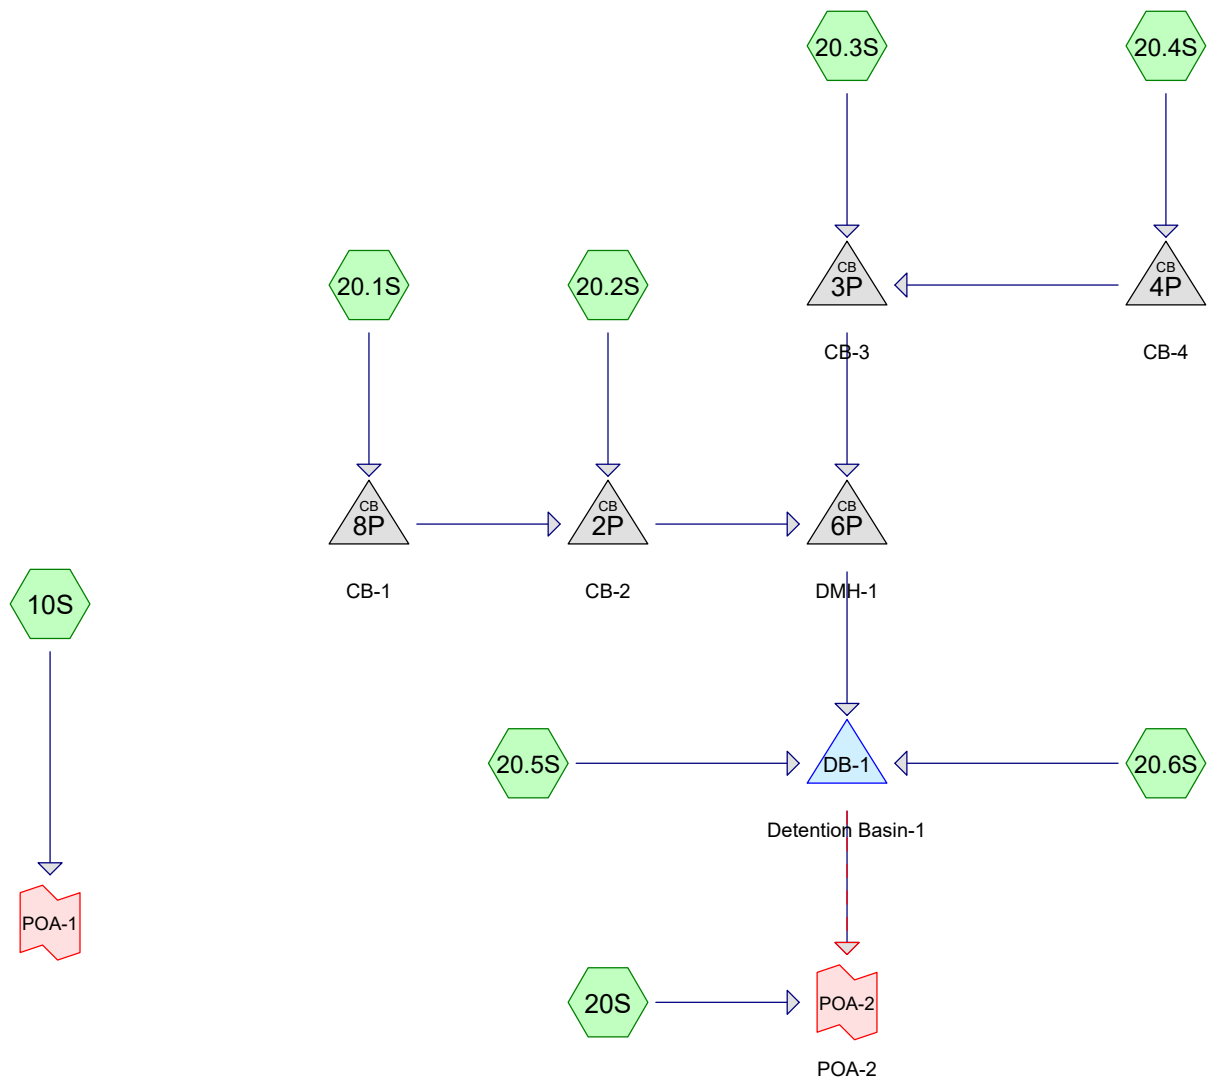 20.3S
20.4S
20.1S
20.2S
CB
3P
CB
4P
CB-3
CB-4
CB
8P
CB
2P
CB
6P
CB-1
CB-2
DMH-1
10S
20.5S
DB-1
20.6S
Detention Basin-1
POA-1
20S
POA-2
POA-2